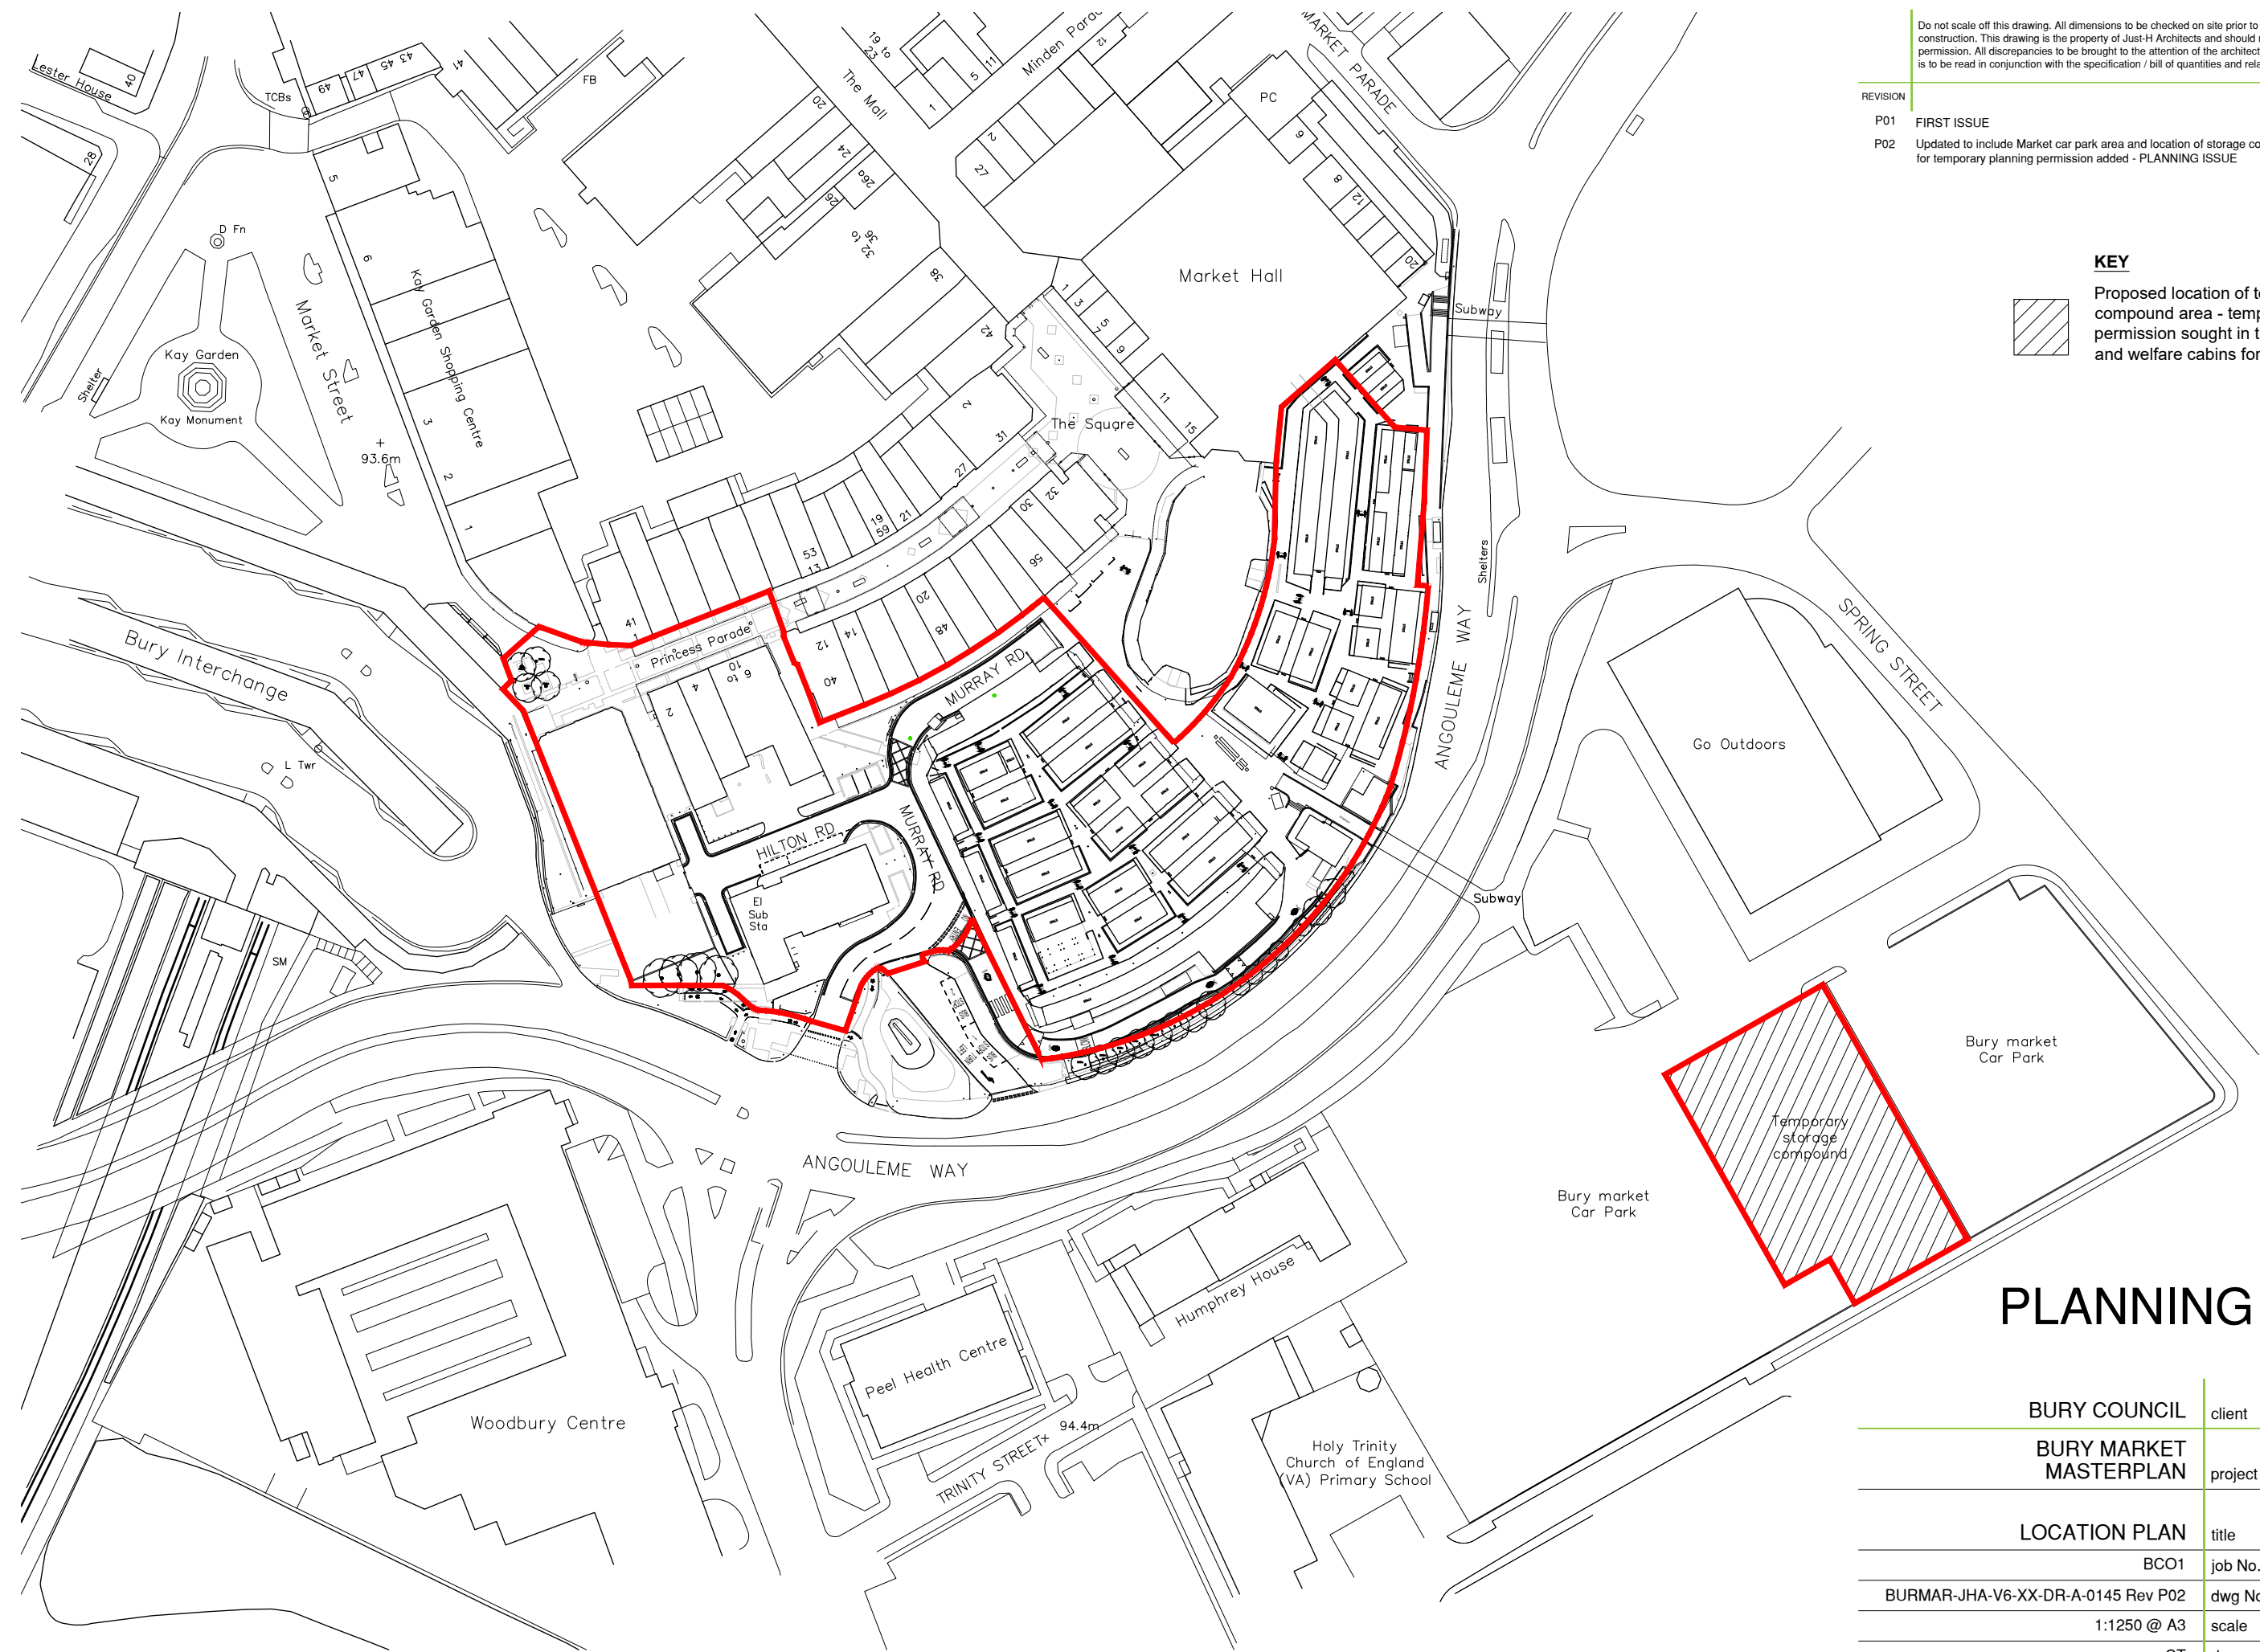 Do not scale off this drawing. All dimensions to be checked on site prior to
construction. This drawing is the property of Just-H Architects and should
permission. All discrepancies to be brought to the attention of the architect
is to be read in conjunction with the specification / bill of quantities and
REVISION
P01 FIRST ISSUE
P02 Updated to include Market car park area and location of storage
for temporary planning permission added - PLANNING ISSUE
KEY
Proposed location of
compound area -
permission sought in
and welfare cabins for
Lester House
40
TCBs
49
47
45
43
41
FB
28
5
D Fn
6
Kay Garden Shopping Centre
Market Street
Kay Garden
Kay Monument
Shelter
93.6m
3
2
1
19 to
23
The Mall
1
5
11
Minden Parade
12
MARKET PARADE
PC
6
8
12
20
2
27
20
24
26a
26
32 to
36
38
42
Market Hall
1
3
5
7
9
11
15
The Square
2
31
27
21
19
59
53
13
32
30
56
20
48
14
12
40
41
1
Princess Parade
2
4
6 to
10
Subway
Shelters
ANGOULEME WAY
MURRAY RD
MURRAY RD
HILTON RD
El
Sub
Sta
Bury Interchange
L Twr
SM
Subway
Go Outdoors
SPRING STREET
Bury market
Car Park
Temporary
storage
compound
Bury market
Car Park
ANGOULEME WAY
Humphrey House
Peel Health Centre
Woodbury Centre
TRINITY STREET
94.4m
Holy Trinity
Church of England
(VA) Primary School
PLANNING
BURY COUNCIL client
BURY MARKET
MASTERPLAN project
LOCATION PLAN title
BCO1 job No.
BURMAR-JHA-V6-XX-DR-A-0145 Rev P02 dwg No
1:1250 @ A3 scale